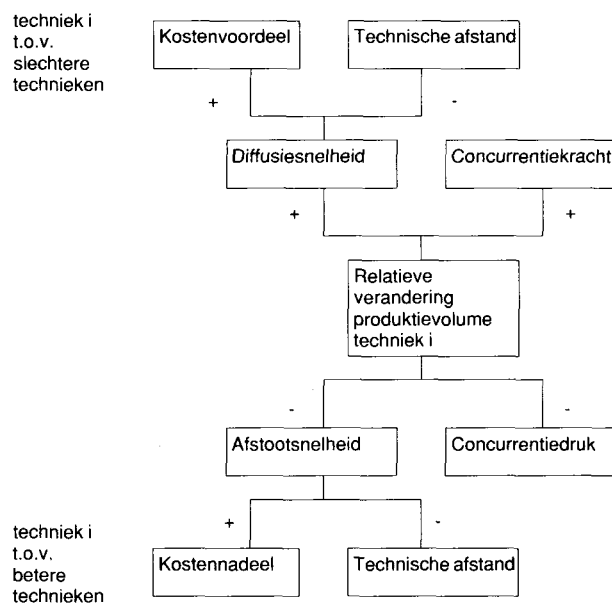 techniek i
t.o.v.
slechtere
technieken
Kostenvoordeel
Technische afstand
+
-
Diffusiesnelheid
Concurrentiekracht
+
+
Relatieve
verandering
produktievolume
techniek i
-
-
Afstootsnelheid
Concurrentiedruk
+
-
techniek i
t.o.v.
betere
technieken
Kostennadeel
Technische afstand